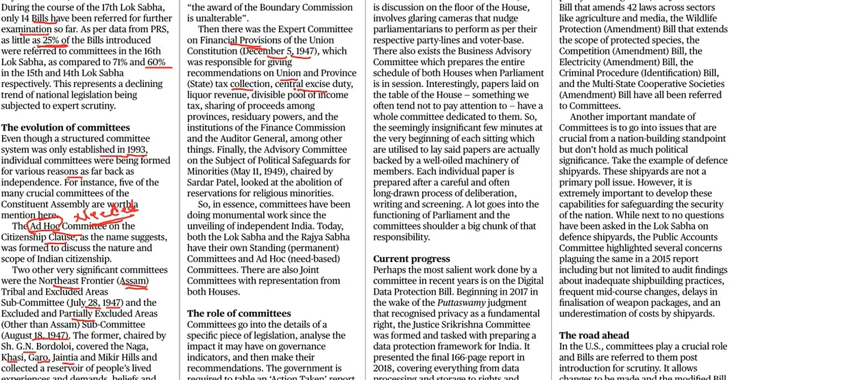 During the course of the 17th Lok Sabha,
only 14 Bills have been referred for further
examination so far. As per data from PRS,
as little as 25% of the Bills introduced
were referred to committees in the 16th
Lok Sabha, as compared to 71% and 60%
in the 15th and 14th Lok Sabha
respectively. This represents a declining
trend of national legislation being
subjected to expert scrutiny.
The evolution of committees
Even though a structured committee
system was only established in 1993,
individual committees were being formed
for various reasons as far back as
independence. For instance, five of the
many crucial committees of the
Constituent Assembly are worth a
mention here.
The Ad Hoc Committee on the
Citizenship Clause, as the name suggests,
was formed to discuss the nature and
scope of Indian citizenship.
Two other very significant committees
were the Northeast Frontier (Assam)
Tribal and Excluded Areas
Sub-Committee (July 28, 1947) and the
Excluded and Partially Excluded Areas
(Other than Assam) Sub-Committee
(August 18, 1947). The former, chaired by
Sh. G.N. Bordoloi, covered the Naga,
Khasi, Garo, Jaintia and Mikir Hills and
collected a reservoir of people's lived
experiences and demands, beliefs and
"the award of the Boundary Commission
is unalterable".
Then there was the Expert Committee
on Financial Provisions of the Union
Constitution (December 5, 1947), which
was responsible for giving
recommendations on Union and Province
(State) tax collection, central excise duty,
liquor revenue, divisible pool of income
tax, sharing of proceeds among
provinces, residuary powers, and the
institutions of the Finance Commission
and the Auditor General, among other
things. Finally, the Advisory Committee
on the Subject of Political Safeguards for
Minorities (May 11, 1949), chaired by
Sardar Patel, looked at the abolition of
reservations for religious minorities.
So, in essence, committees have been
doing monumental work since the
unveiling of independent India. Today,
both the Lok Sabha and the Rajya Sabha
have their own Standing (permanent)
Committees and Ad Hoc (need-based)
Committees. There are also Joint
Committees with representation from
both Houses.
The role of committees
Committees go into the details of a
specific piece of legislation, analyse the
impact it may have on governance
indicators, and then make their
recommendations. The government is
required to table an 'Action Taken' report
is discussion on the floor of the House,
involves glaring cameras that nudge
parliamentarians to perform as per their
respective party-lines and voter-base.
There also exists the Business Advisory
Committee which prepares the entire
schedule of both Houses when Parliament
is in session. Interestingly, papers laid on
the table of the House – something we
often tend not to pay attention to – have a
whole committee dedicated to them. So,
the seemingly insignificant few minutes at
the very beginning of each sitting which
are utilised to lay said papers are actually
backed by a well-oiled machinery of
members. Each individual paper is
prepared after a careful and often
long-drawn process of deliberation,
writing and screening. A lot goes into the
functioning of Parliament and the
committees shoulder a big chunk of that
responsibility.
Current progress
Perhaps the most salient work done by a
committee in recent years is on the Digital
Data Protection Bill. Beginning in 2017 in
the wake of the Puttaswamy judgment
that recognised privacy as a fundamental
right, the Justice Srikrishna Committee
was formed and tasked with preparing a
data protection framework for India. It
presented the final 166-page report in
2018, covering everything from data
processing and storage to rights and
Bill that amends 42 laws across sectors
like agriculture and media, the Wildlife
Protection (Amendment) Bill that extends
the scope of protected species, the
Competition (Amendment) Bill, the
Electricity (Amendment) Bill, the
Criminal Procedure (Identification) Bill,
and the Multi-State Cooperative Societies
(Amendment) Bill have all been referred
to Committees.
Another important mandate of
Committees is to go into issues that are
crucial from a nation-building standpoint
but don't hold as much political
significance. Take the example of defence
shipyards. These shipyards are not a
primary poll issue. However, it is
extremely important to develop these
capabilities for safeguarding the security
of the nation. While next to no questions
have been asked in the Lok Sabha on
defence shipyards, the Public Accounts
Committee highlighted several concerns
plaguing the same in a 2015 report
including but not limited to audit findings
about inadequate shipbuilding practices,
frequent mid-course changes, delays in
finalisation of weapon packages, and an
underestimation of costs by shipyards.
The road ahead
In the U.S., committees play a crucial role
and Bills are referred to them post
introduction for scrutiny. It allows
changes to be made and the modified Bill